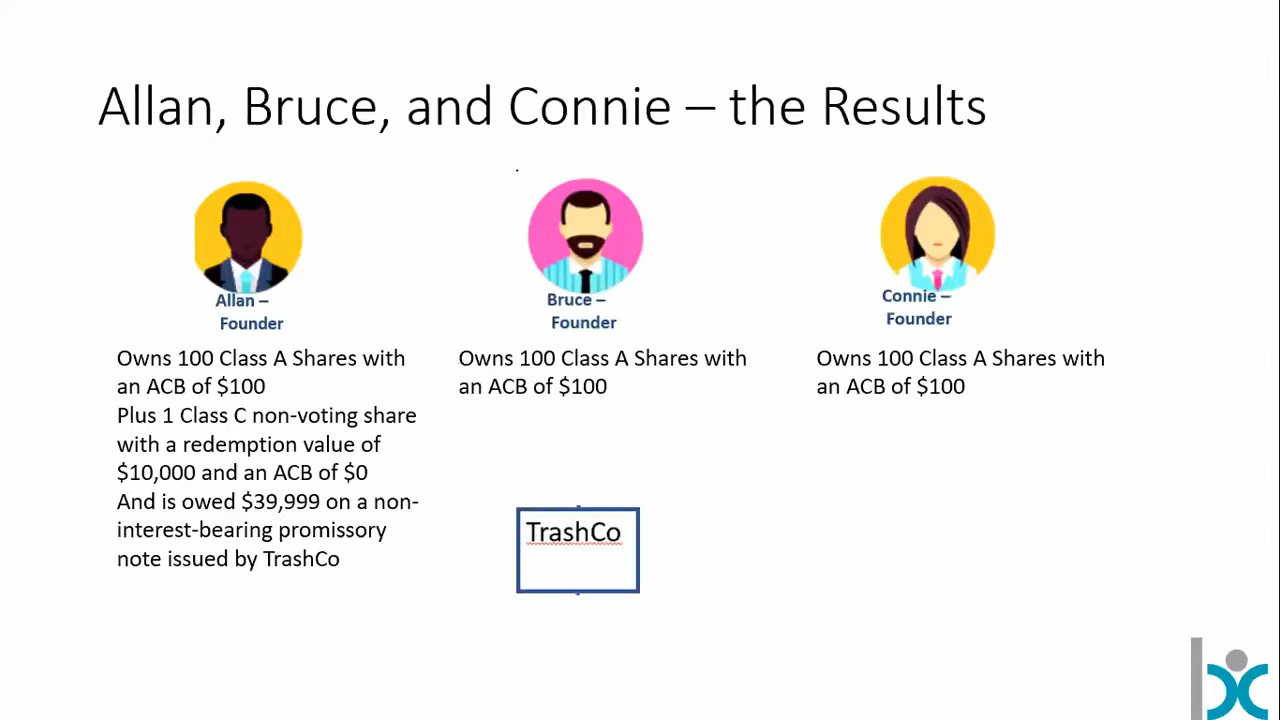 Allan, Bruce, and Connie – the Results
Allan –
Founder
Owns 100 Class A Shares with
an ACB of $100
Plus 1 Class C non-voting share
with a redemption value of
$10,000 and an ACB of $0
And is owed $39,999 on a non-
interest-bearing promissory
note issued by TrashCo
Bruce –
Founder
Owns 100 Class A Shares with
an ACB of $100
Connie –
Founder
Owns 100 Class A Shares with
an ACB of $100
TrashCo